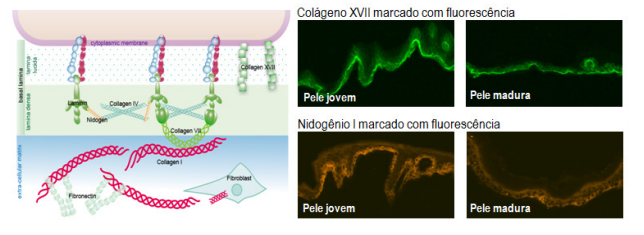 cytoplasmic membrane
lamina lucida
Collagen XVII
basal lamina
lamina densa
Laminin
Collagen IV
Nidogen
Collagen VII
extra-cellular matrix
Collagen I
Fibronectin
Fibroblast
Colágeno XVII marcado com fluorescência
Pele jovem
Pele madura
Nidogênio I marcado com fluorescência
Pele jovem
Pele madura